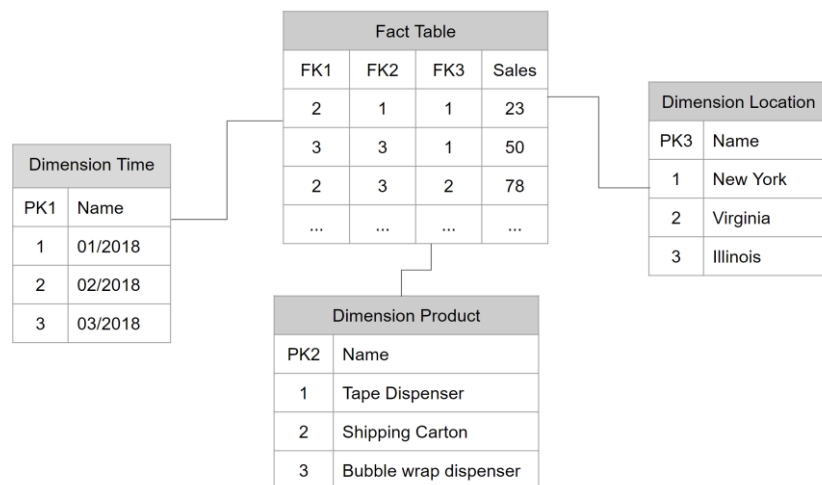 Fact Table
FK1 FK2 FK3 Sales
2 1 1 23
3 3 1 50
2 3 2 78
... ... ... ...
Dimension Location
PK3 Name
1 New York
2 Virginia
3 Illinois
Dimension Time
PK1 Name
1 01/2018
2 02/2018
3 03/2018
Dimension Product
PK2 Name
1 Tape Dispenser
2 Shipping Carton
3 Bubble wrap dispenser